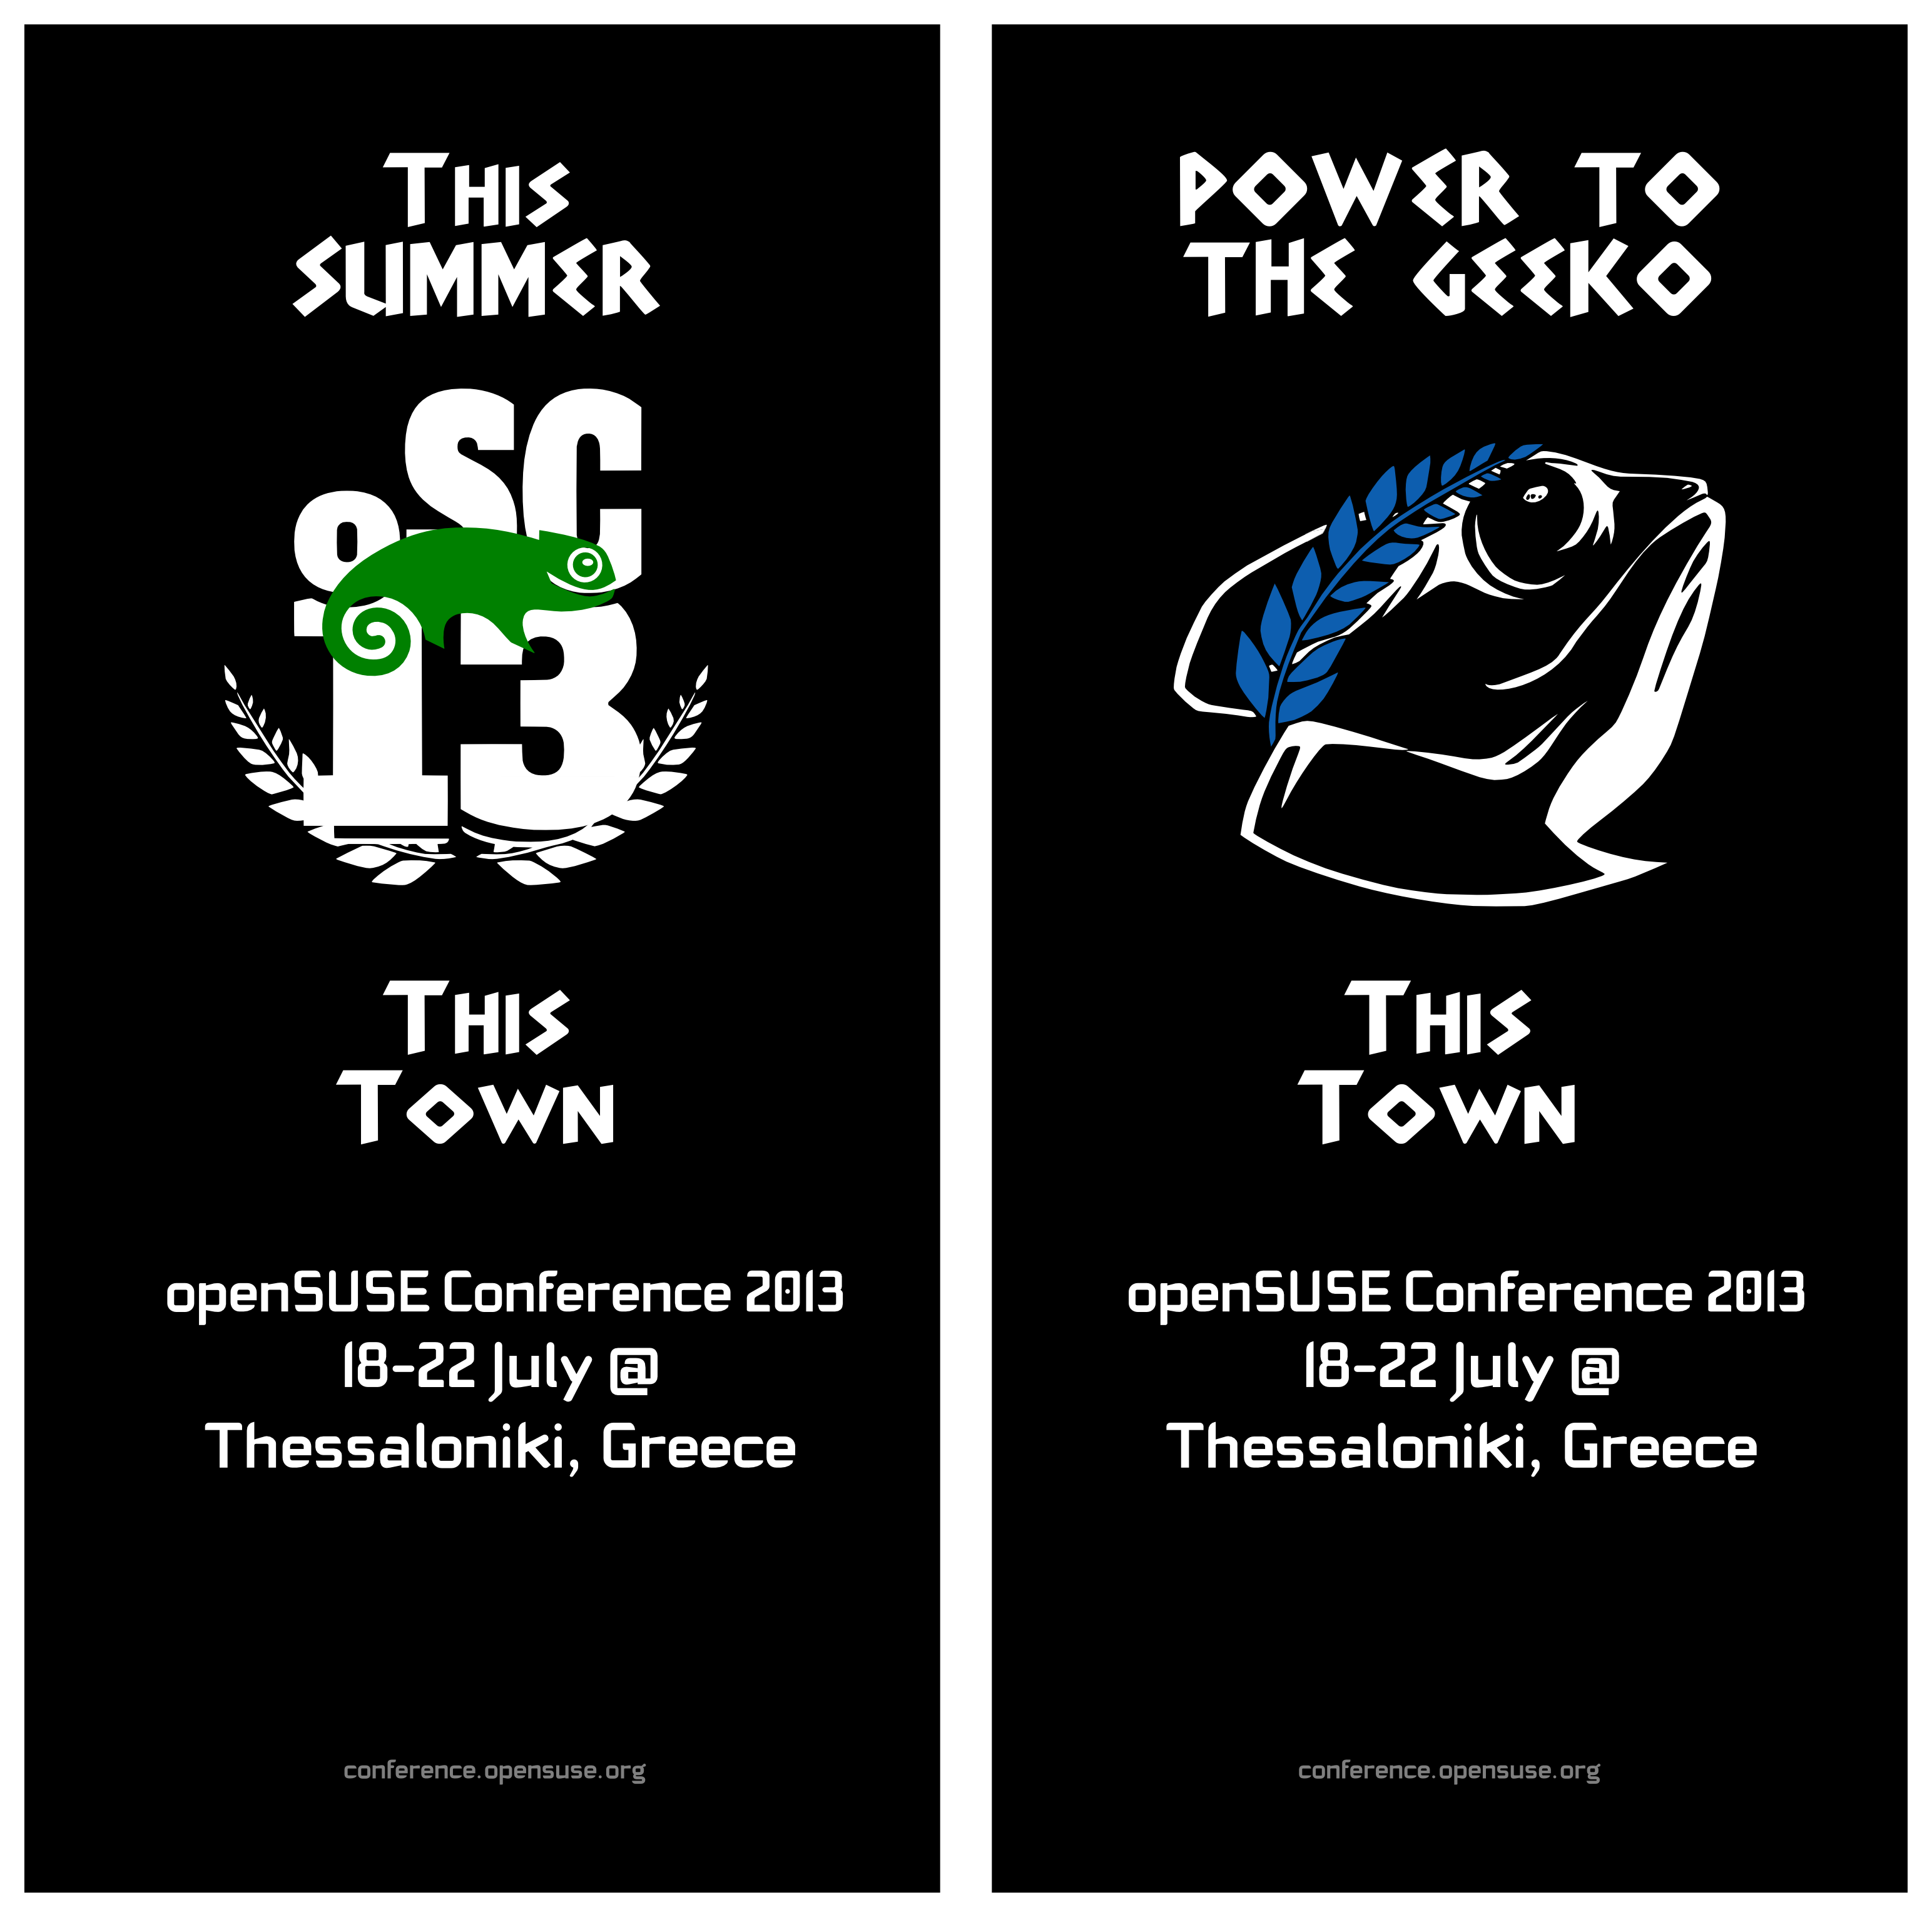 This
Summer
oSC
13
This
Town
openSUSE Conference 2013
18-22 July @
Thessaloniki, Greece
conference.opensuse.org
POWER TO
THE GEEKO
This
Town
openSUSE Conference 2013
18-22 July @
Thessaloniki, Greece
conference.opensuse.org